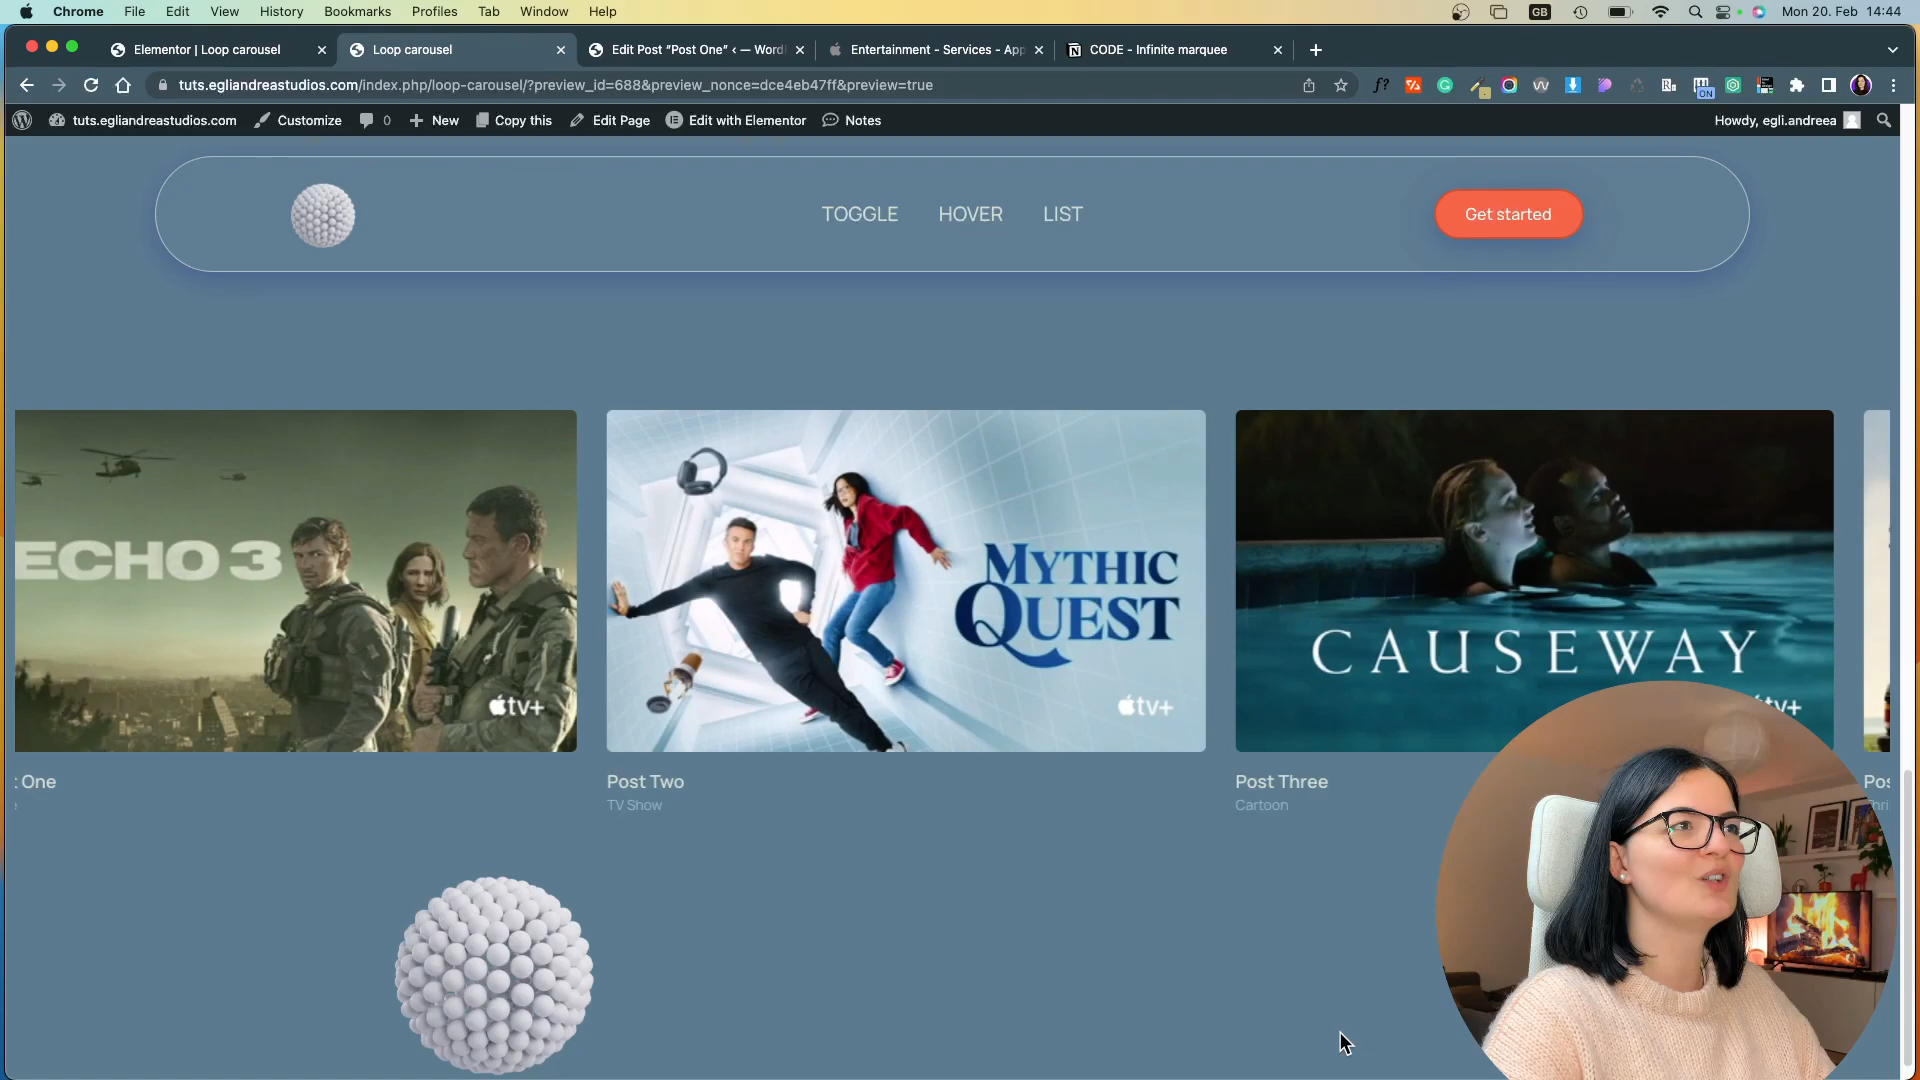 Chrome File Edit View History Bookmarks Profiles Tab Window Help GB Mon 20. Feb 14:44
Elementor | Loop carousel Loop carousel Edit Post "Post One" ‹ — Word Entertainment - Services - App CODE - Infinite marquee
tuts.egliandreastudios.com/index.php/loop-carousel/?preview_id=688&preview_nonce=dce4eb47ff&preview=true
ON
tuts.egliandreastudios.com Customize 0 New Copy this Edit Page Edit with Elementor Notes Howdy, egli.andreea
TOGGLE HOVER LIST Get started
ECHO 3
tv+
MYTHIC
QUEST
tv+
CAUSEWAY
tv+
One
Post Two
TV Show
Post Three
Cartoon